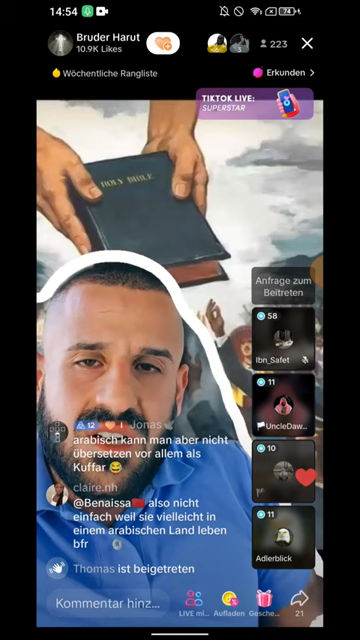 14:54
74
Bruder Harut
10.9K Likes
223
Wöchentliche Rangliste
Erkunden
TIKTOK LIVE:
SUPERSTAR
HOLY BIBLE
Anfrage zum
Beitreten
58
Ibn_Safet
11
UncleDaw...
10
11
Adlerblick
12
I
Jonas
arabisch kann man aber nicht
übersetzen vor allem als
Kuffar 😂
claire.nh
@Benaissa🇲🇦 also nicht
einfach weil sie vielleicht in
einem arabischen Land leben
bfr
Thomas ist beigetreten
Kommentar hinz...
LIVE mi...
Aufladen
Gesche...
21